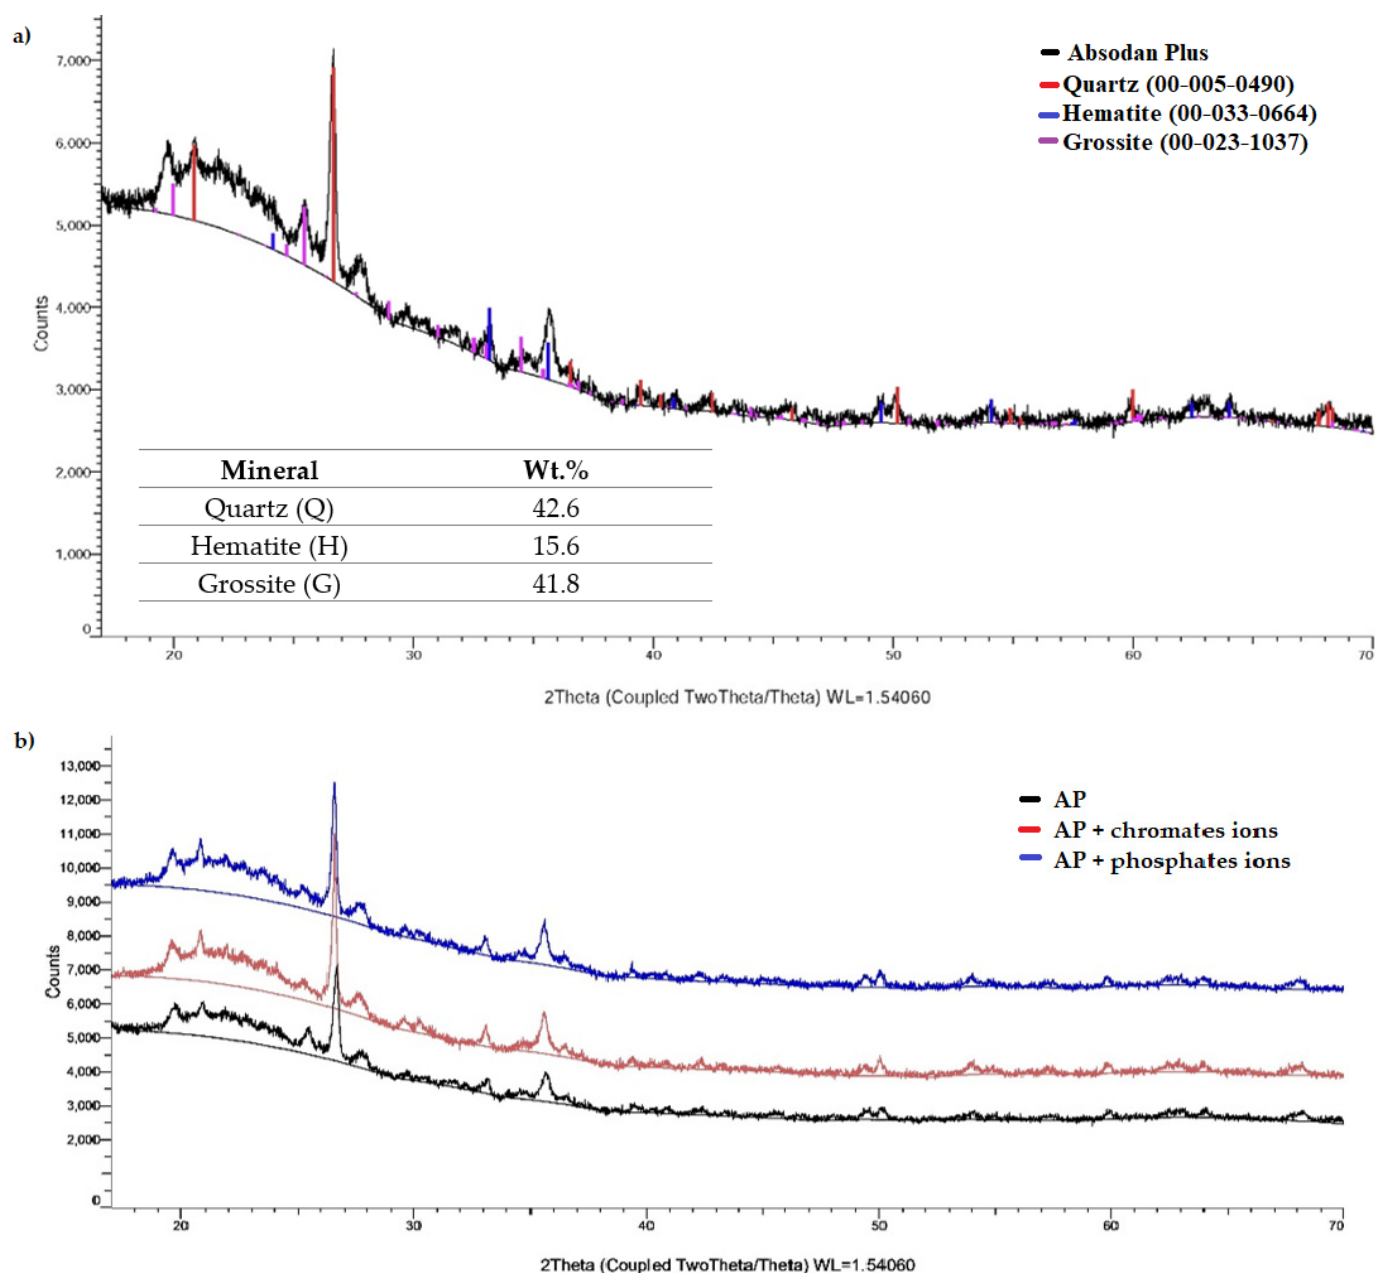 a)
7,000
6,000
5,000
4,000
3,000
2,000
1,000
0
Counts
Absodan Plus
Quartz (00-005-0490)
Hematite (00-033-0664)
Grossite (00-023-1037)
Mineral Wt.%
Quartz (Q) 42.6
Hematite (H) 15.6
Grossite (G) 41.8
20 30 40 50 60 70
2Theta (Coupled TwoTheta/Theta) WL=1.54060
b)
13,000
12,000
11,000
10,000
9,000
8,000
7,000
6,000
5,000
4,000
3,000
2,000
0
Counts
AP
AP + chromates ions
AP + phosphates ions
20 30 40 50 60 70
2Theta (Coupled TwoTheta/Theta) WL=1.54060